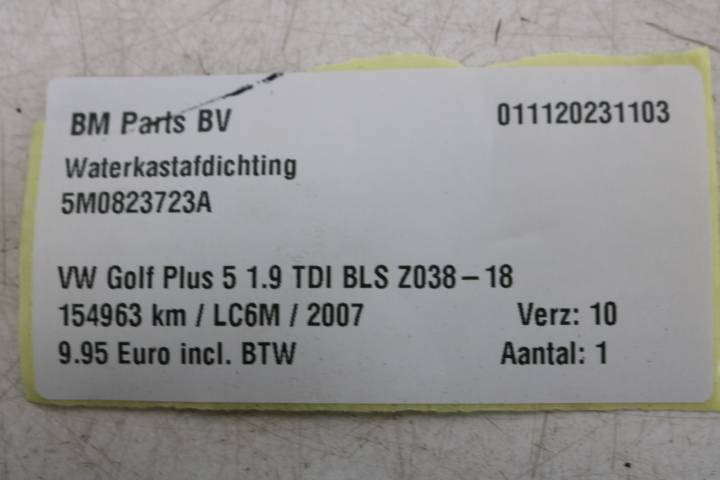 BM Parts BV 011120231103
Waterkastafdichting
5M0823723A
VW Golf Plus 5 1.9 TDI BLS Z038-18
154963 km / LC6M / 2007 Verz: 10
9.95 Euro incl. BTW Aantal: 1